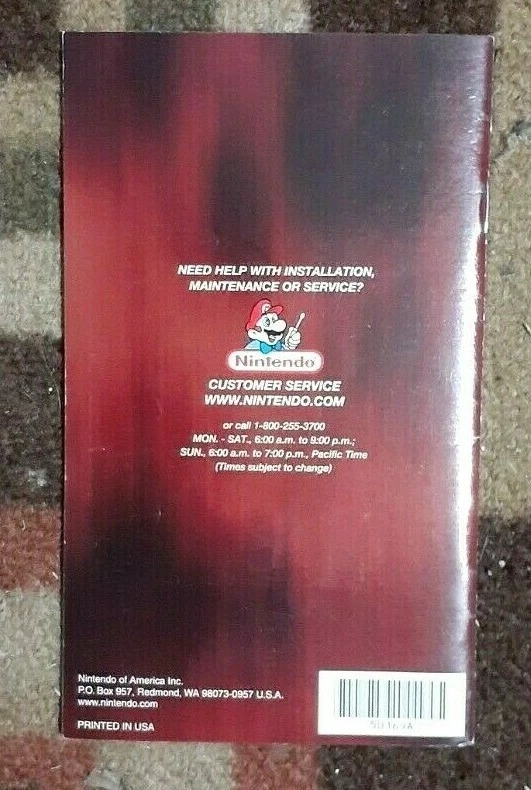 NEED HELP WITH INSTALLATION,
MAINTENANCE OR SERVICE?
Nintendo
CUSTOMER SERVICE
WWW.NINTENDO.COM
or call 1-800-255-3700
MON. - SAT., 6:00 a.m. to 9:00 p.m.;
SUN., 6:00 a.m. to 7:00 p.m., Pacific Time
(Times subject to change)
Nintendo of America Inc.
P.O. Box 957, Redmond, WA 98073-0957 U.S.A.
www.nintendo.com
PRINTED IN USA